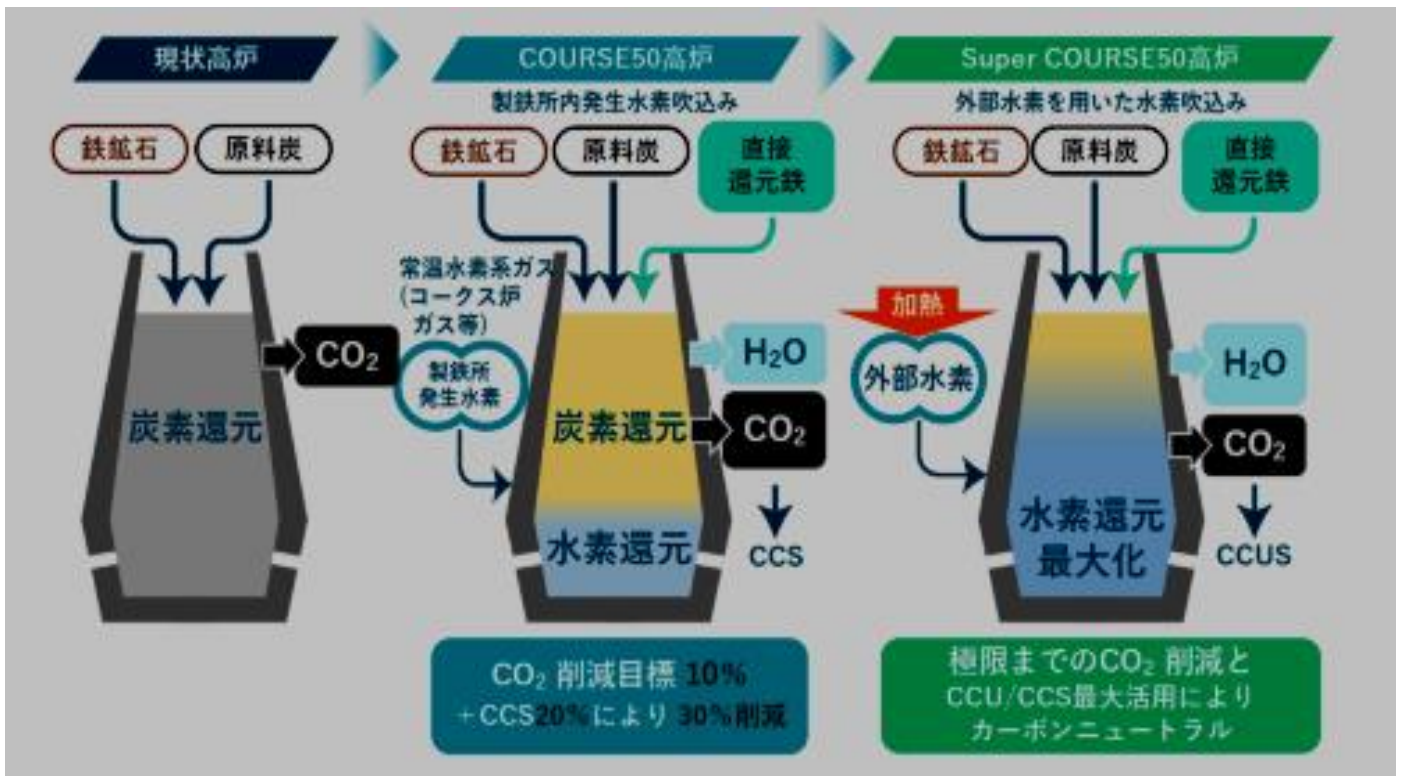 現状高炉
鉄鉱石
原料炭
CO₂
炭素還元
COURSE50高炉
製鉄所内発生水素吹込み
鉄鉱石
原料炭
直接
還元鉄
常温水素系ガス
(コークス炉
ガス等)
製鉄所
発生水素
H₂O
炭素還元
CO₂
水素還元
CCS
CO₂ 削減目標 10%
+CCS20%により 30%削減
Super COURSE50高炉
外部水素を用いた水素吹込み
鉄鉱石
原料炭
直接
還元鉄
加熱
外部水素
H₂O
CO₂
水素還元
最大化
CCUS
極限までのCO₂ 削減と
CCU/CCS最大活用により
カーボンニュートラル